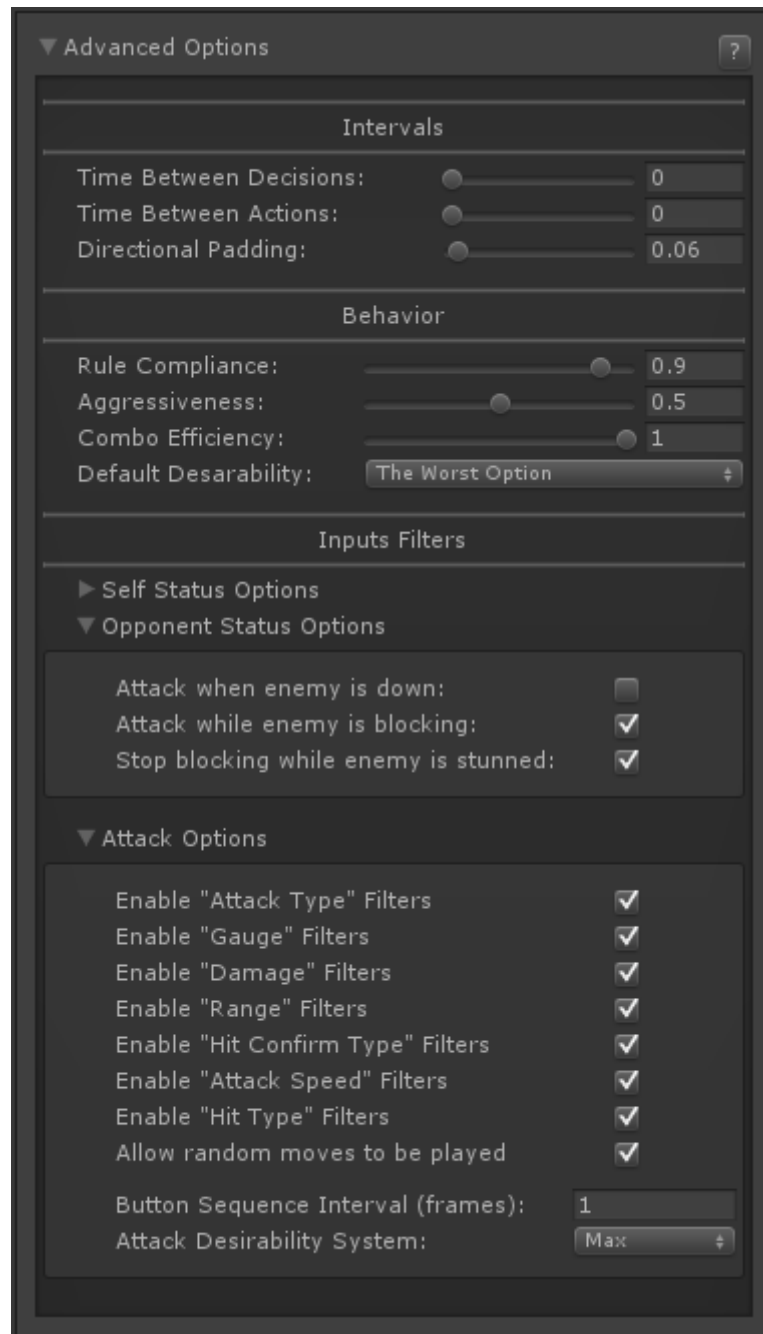 Advanced Options
?
Intervals
Time Between Decisions: 0
Time Between Actions: 0
Directional Padding: 0.06
Behavior
Rule Compliance: 0.9
Aggressiveness: 0.5
Combo Efficiency: 1
Default Desarability: The Worst Option
Inputs Filters
Self Status Options
Opponent Status Options
Attack when enemy is down:
Attack while enemy is blocking:
Stop blocking while enemy is stunned:
Attack Options
Enable "Attack Type" Filters
Enable "Gauge" Filters
Enable "Damage" Filters
Enable "Range" Filters
Enable "Hit Confirm Type" Filters
Enable "Attack Speed" Filters
Enable "Hit Type" Filters
Allow random moves to be played
Button Sequence Interval (frames): 1
Attack Desirability System: Max